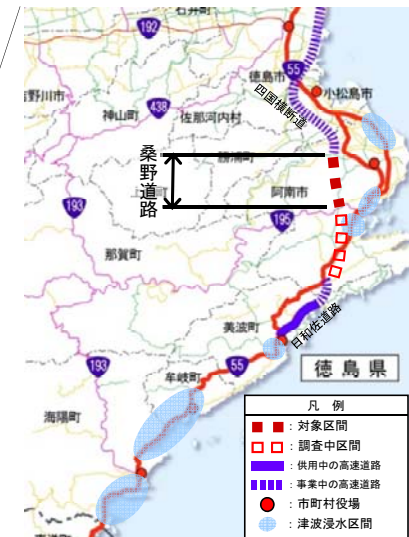 石井町
192
徳島市
55
小松島市
吉野川市
四国横断道
438
神山町
佐那河内村
桑野道路
勝浦町
阿南市
193
195
那賀町
美波町
日和佐道路
徳島県
55
193
牟岐町
海陽町
凡 例
：対象区間
：調査中区間
：供用中の高速道路
：事業中の高速道路
：市町村役場
：津波浸水区間